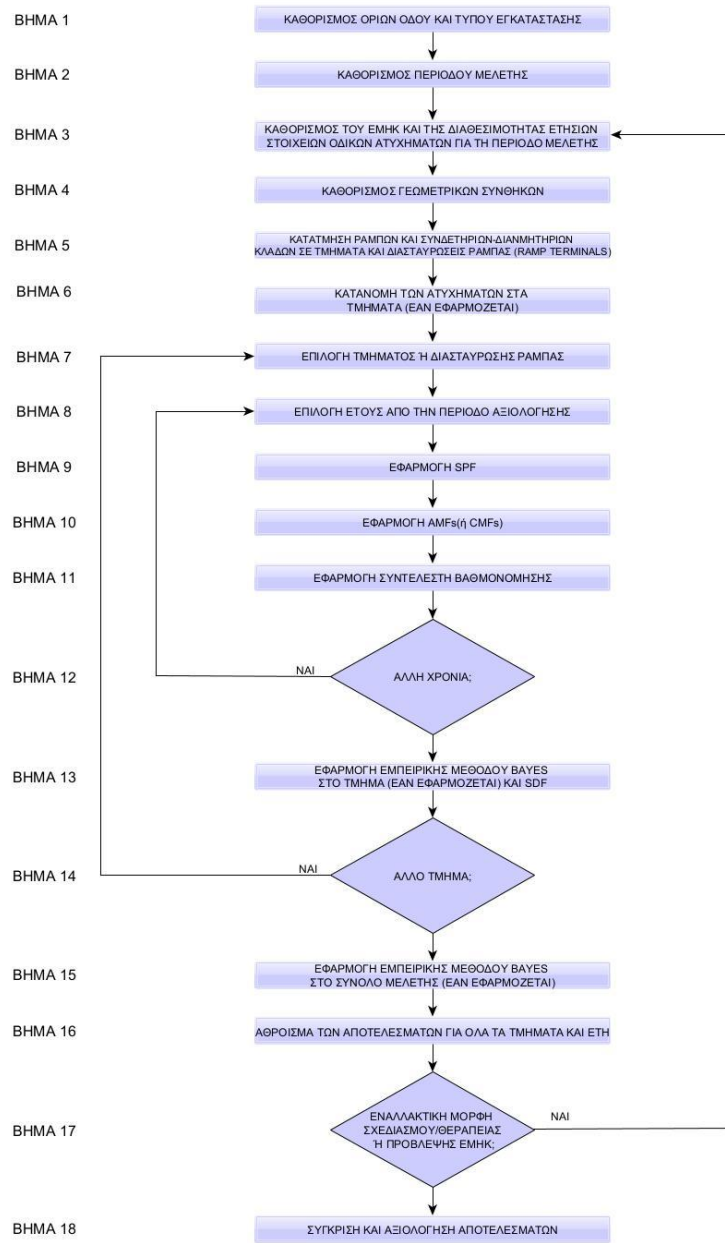 ΒΗΜΑ 1
ΚΑΘΟΡΙΣΜΟΣ ΟΡΙΩΝ ΟΔΟΥ ΚΑΙ ΤΥΠΟΥ ΕΓΚΑΤΑΣΤΑΣΗΣ
ΒΗΜΑ 2
ΚΑΘΟΡΙΣΜΟΣ ΠΕΡΙΟΔΟΥ ΜΕΛΕΤΗΣ
ΒΗΜΑ 3
ΚΑΘΟΡΙΣΜΟΣ ΤΟΥ ΕΜΗΚ ΚΑΙ ΤΗΣ ΔΙΑΘΕΣΙΜΟΤΗΤΑΣ ΕΤΗΣΙΩΝ
ΣΤΟΙΧΕΙΩΝ ΟΔΙΚΩΝ ΑΤΥΧΗΜΑΤΩΝ ΓΙΑ ΤΗ ΠΕΡΙΟΔΟ ΜΕΛΕΤΗΣ
ΒΗΜΑ 4
ΚΑΘΟΡΙΣΜΟΣ ΓΕΩΜΕΤΡΙΚΩΝ ΣΥΝΘΗΚΩΝ
ΒΗΜΑ 5
ΚΑΤΑΤΜΗΣΗ ΡΑΜΠΩΝ ΚΑΙ ΣΥΝΔΕΤΗΡΙΩΝ-ΔΙΑΝΜΗΤΗΡΙΩΝ
ΚΛΑΔΩΝ ΣΕ ΤΜΗΜΑΤΑ ΚΑΙ ΔΙΑΣΤΑΥΡΩΣΕΙΣ ΡΑΜΠΑΣ (RAMP TERMINALS)
ΒΗΜΑ 6
ΚΑΤΑΝΟΜΗ ΤΩΝ ΑΤΥΧΗΜΑΤΩΝ ΣΤΑ
ΤΜΗΜΑΤΑ (ΕΑΝ ΕΦΑΡΜΟΖΕΤΑΙ)
ΒΗΜΑ 7
ΕΠΙΛΟΓΗ ΤΜΗΜΑΤΟΣ Ή ΔΙΑΣΤΑΥΡΩΣΗΣ ΡΑΜΠΑΣ
ΒΗΜΑ 8
ΕΠΙΛΟΓΗ ΕΤΟΥΣ ΑΠΟ ΤΗΝ ΠΕΡΙΟΔΟ ΑΞΙΟΛΟΓΗΣΗΣ
ΒΗΜΑ 9
ΕΦΑΡΜΟΓΗ SPF
ΒΗΜΑ 10
ΕΦΑΡΜΟΓΗ AMFs(ή CMFs)
ΒΗΜΑ 11
ΕΦΑΡΜΟΓΗ ΣΥΝΤΕΛΕΣΤΗ ΒΑΘΜΟΝΟΜΗΣΗΣ
ΝΑΙ
ΒΗΜΑ 12
ΑΛΛΗ ΧΡΟΝΙΑ;
ΒΗΜΑ 13
ΕΦΑΡΜΟΓΗ ΕΜΠΕΙΡΙΚΗΣ ΜΕΘΟΔΟΥ BAYES
ΣΤΟ ΤΜΗΜΑ (ΕΑΝ ΕΦΑΡΜΟΖΕΤΑΙ) ΚΑΙ SDF
ΝΑΙ
ΒΗΜΑ 14
ΑΛΛΟ ΤΜΗΜΑ;
ΒΗΜΑ 15
ΕΦΑΡΜΟΓΗ ΕΜΠΕΙΡΙΚΗΣ ΜΕΘΟΔΟΥ BAYES
ΣΤΟ ΣΥΝΟΛΟ ΜΕΛΕΤΗΣ (ΕΑΝ ΕΦΑΡΜΟΖΕΤΑΙ)
ΒΗΜΑ 16
ΑΘΡΟΙΣΜΑ ΤΩΝ ΑΠΟΤΕΛΕΣΜΑΤΩΝ ΓΙΑ ΟΛΑ ΤΑ ΤΜΗΜΑΤΑ ΚΑΙ ΕΤΗ
ΒΗΜΑ 17
ΕΝΑΛΛΑΚΤΙΚΗ ΜΟΡΦΗ
ΣΧΕΔΙΑΣΜΟΥ/ΘΕΡΑΠΕΙΑΣ
Ή ΠΡΟΒΛΕΨΗΣ ΕΜΗΚ;
ΝΑΙ
ΒΗΜΑ 18
ΣΥΓΚΡΙΣΗ ΚΑΙ ΑΞΙΟΛΟΓΗΣΗ ΑΠΟΤΕΛΕΣΜΑΤΩΝ